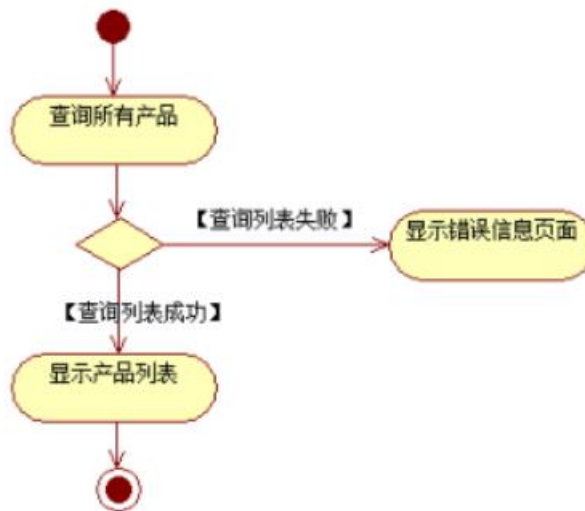 查询所有产品
【查询列表失败】
显示错误信息页面
【查询列表成功】
显示产品列表